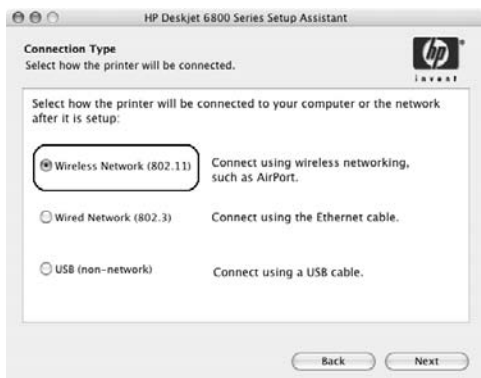 HP Deskjet 6800 Series Setup Assistant
Connection Type
Select how the printer will be connected.
hp
invent
Select how the printer will be connected to your computer or the network
after it is setup:
Wireless Network (802.11)
Connect using wireless networking,
such as AirPort.
Wired Network (802.3)
Connect using the Ethernet cable.
USB (non-network)
Connect using a USB cable.
Back
Next